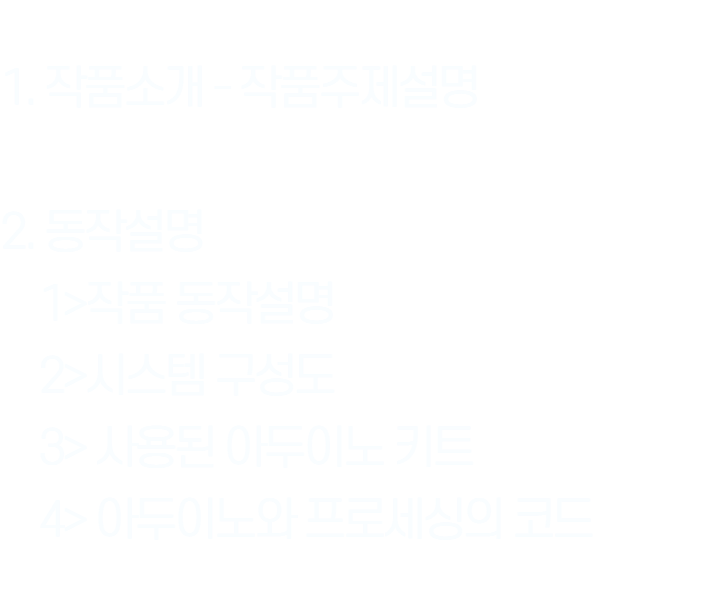 1. 작품소개 - 작품주제설명
2. 동작설명
1>작품 동작설명
2>시스템 구성도
3> 사용된 아두이노 키트
4> 아두이노와 프로세싱의 코드